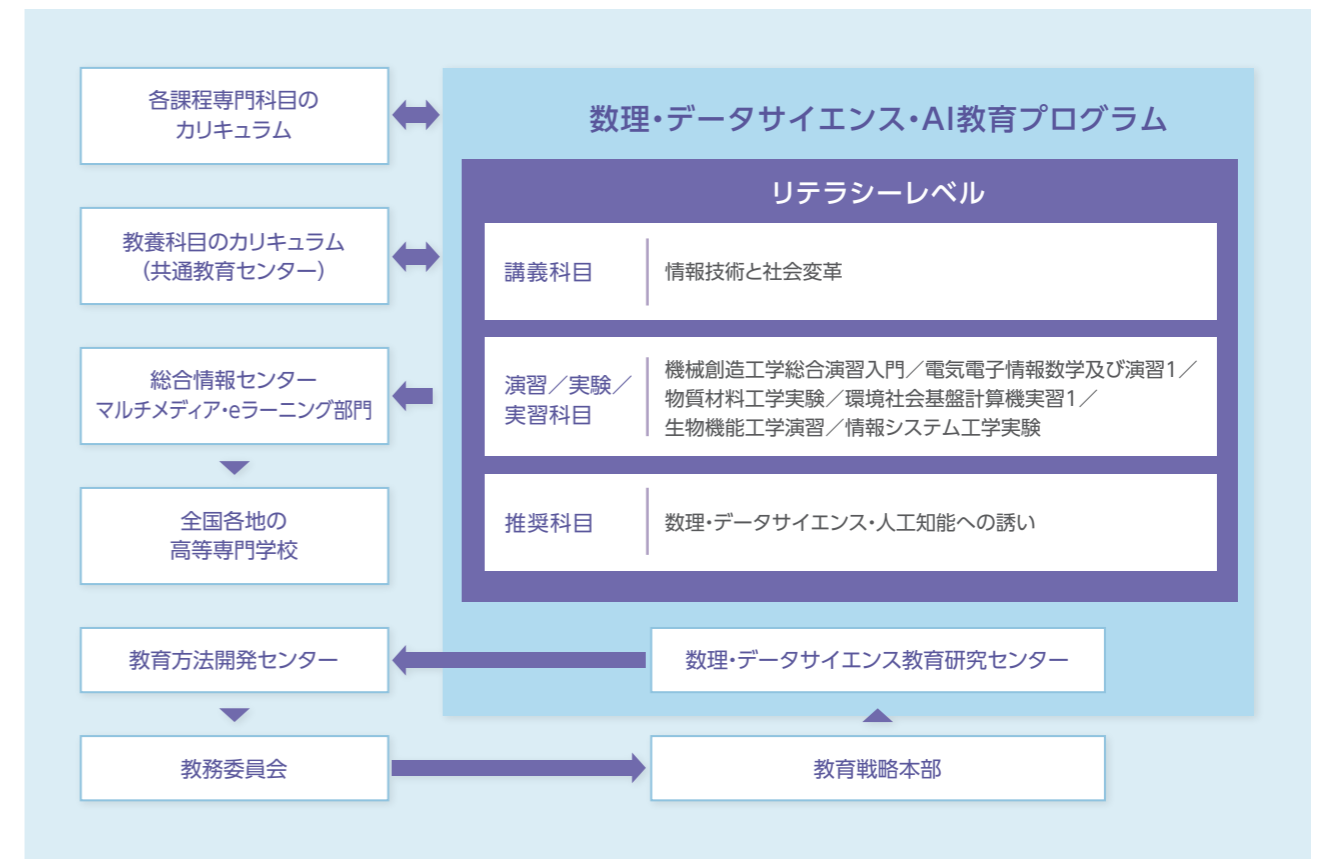 各課程専門科目の
カリキュラム
教養科目のカリキュラム
(共通教育センター)
総合情報センター
マルチメディア・eラーニング部門
全国各地の
高等専門学校
教育方法開発センター
教務委員会
数理・データサイエンス・AI教育プログラム
リテラシーレベル
講義科目
情報技術と社会変革
演習／実験／
実習科目
機械創造工学総合演習入門／電気電子情報数学及び演習1／
物質材料工学実験／環境社会基盤計算機実習1／
生物機能工学演習／情報システム工学実験
推奨科目
数理・データサイエンス・人工知能への誘い
数理・データサイエンス教育研究センター
教育戦略本部